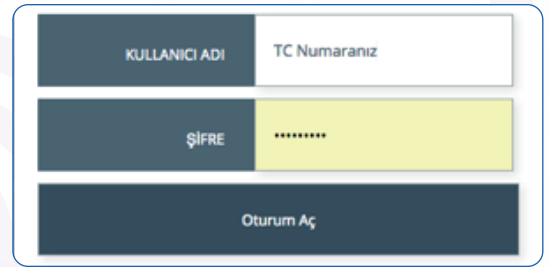 KULLANICI ADI TC Numaranız
ŞİFRE •••••••••
Oturum Aç